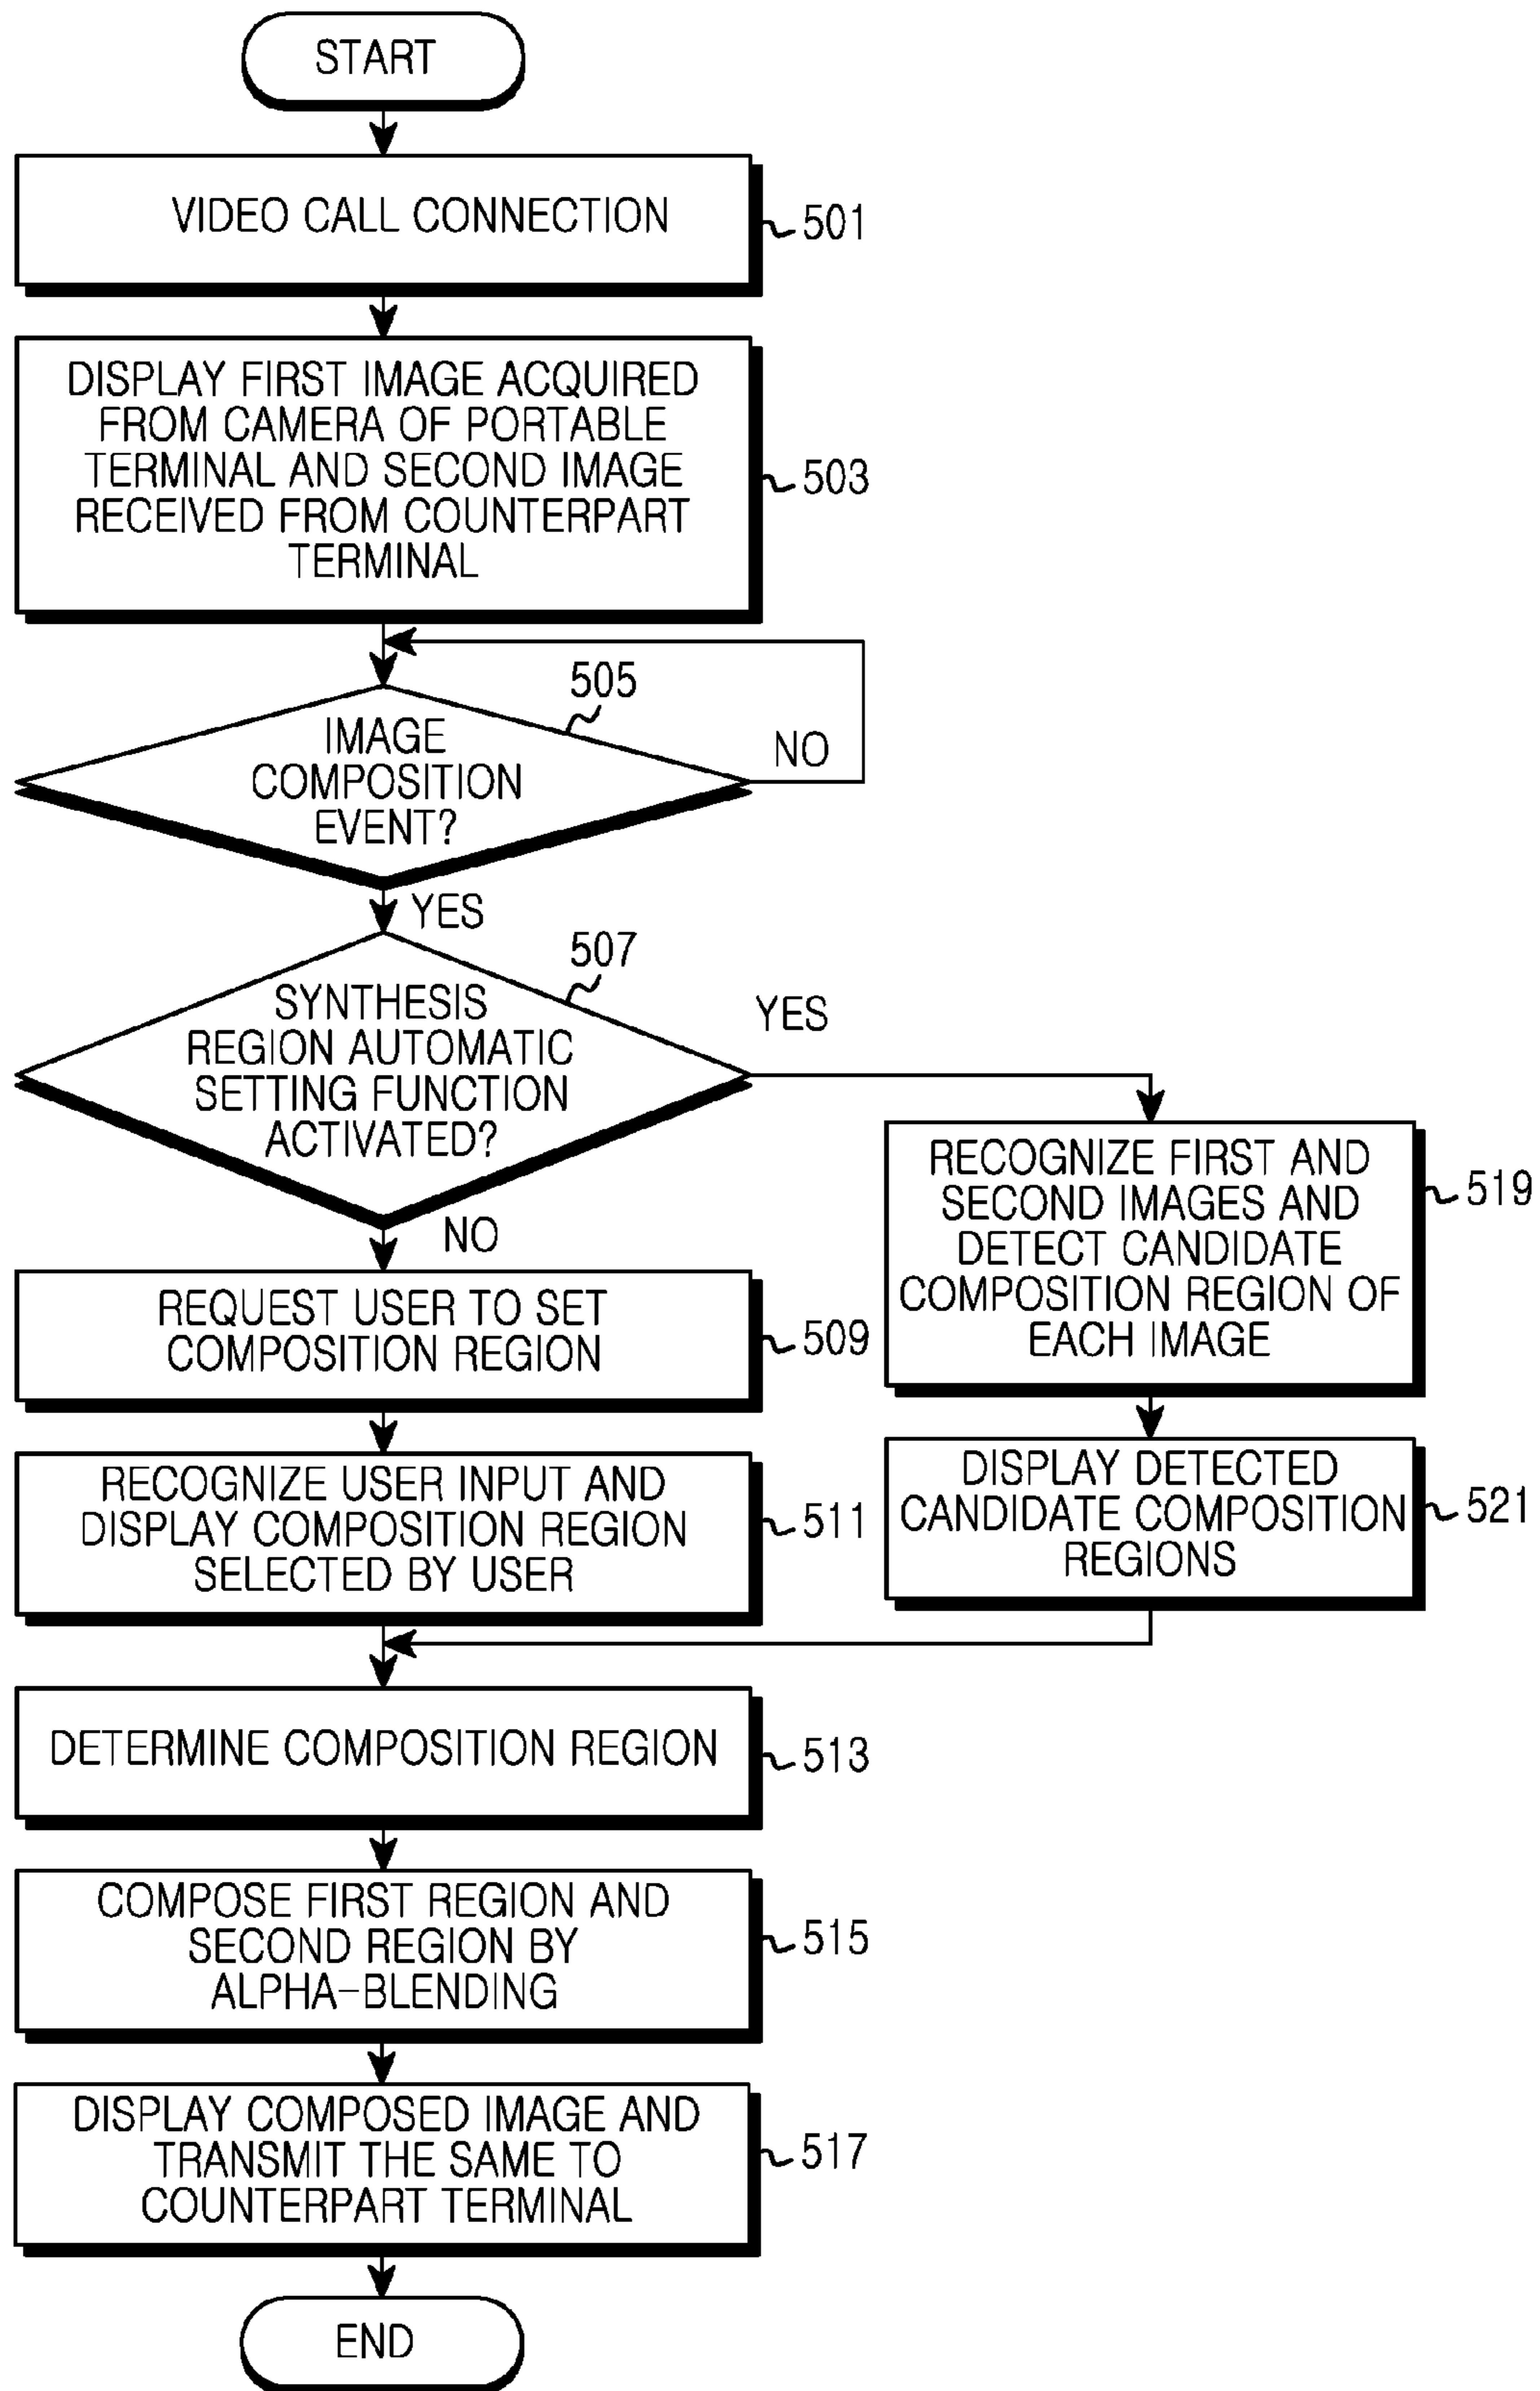 START
VIDEO CALL CONNECTION
501
DISPLAY FIRST IMAGE ACQUIRED
FROM CAMERA OF PORTABLE
TERMINAL AND SECOND IMAGE
RECEIVED FROM COUNTERPART
TERMINAL
503
505
IMAGE
COMPOSITION
EVENT?
NO
YES
507
SYNTHESIS
REGION AUTOMATIC
SETTING FUNCTION
ACTIVATED?
YES
NO
RECOGNIZE FIRST AND
SECOND IMAGES AND
DETECT CANDIDATE
COMPOSITION REGION OF
EACH IMAGE
519
REQUEST USER TO SET
COMPOSITION REGION
509
RECOGNIZE USER INPUT AND
DISPLAY COMPOSITION REGION
SELECTED BY USER
511
DISPLAY DETECTED
CANDIDATE COMPOSITION
REGIONS
521
DETERMINE COMPOSITION REGION
513
COMPOSE FIRST REGION AND
SECOND REGION BY
ALPHA-BLENDING
515
DISPLAY COMPOSED IMAGE AND
TRANSMIT THE SAME TO
COUNTERPART TERMINAL
517
END